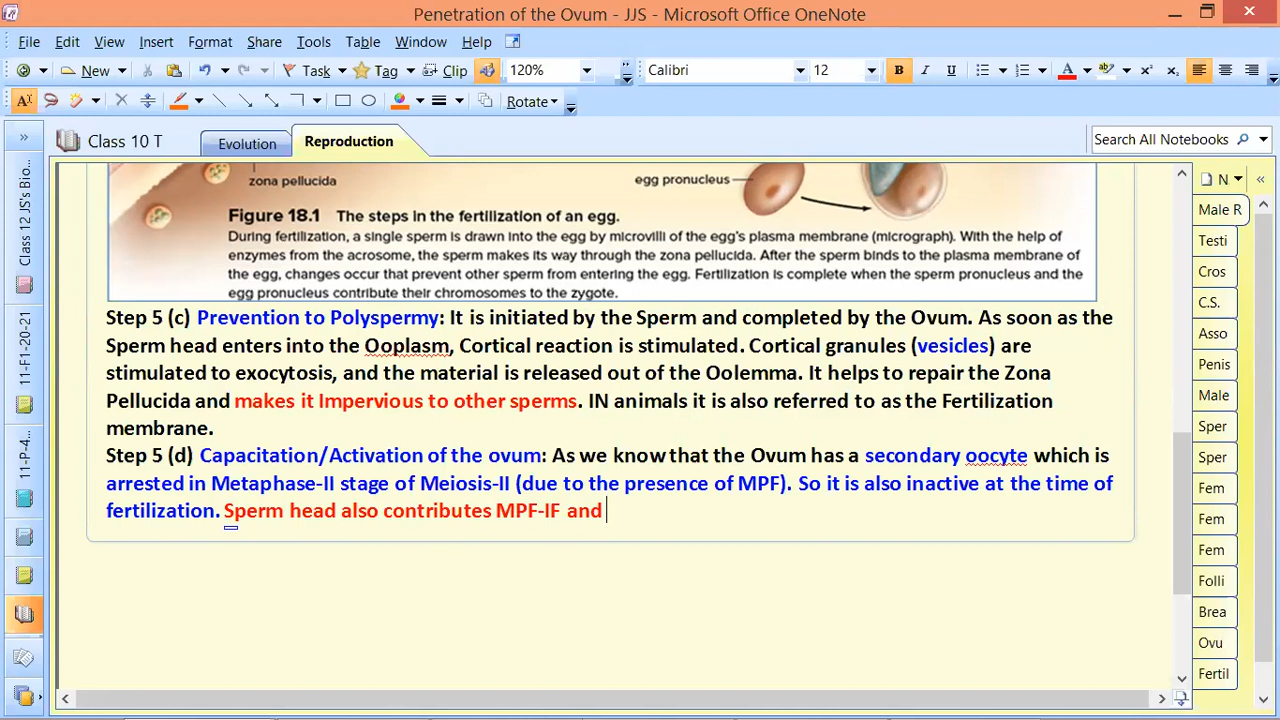 Penetration of the Ovum - JJS - Microsoft Office OneNote
File Edit View Insert Format Share Tools Table Window Help
New Task Tag Clip 120% Calibri 12 B I U
Rotate
Class 10 T Evolution Reproduction Search All Notebooks
Class 12 JS's Bio...
11-F1-20-21
11-P-4...
N
Male R
Testi
Cros
C.S.
Asso
Penis
Male
Sper
Sper
Fem
Fem
Fem
Folli
Brea
Ovu
Fertil
zona pellucida
egg pronucleus
Figure 18.1 The steps in the fertilization of an egg.
During fertilization, a single sperm is drawn into the egg by microvilli of the egg's plasma membrane (micrograph). With the help of
enzymes from the acrosome, the sperm makes its way through the zona pellucida. After the sperm binds to the plasma membrane of
the egg, changes occur that prevent other sperm from entering the egg. Fertilization is complete when the sperm pronucleus and the
egg pronucleus contribute their chromosomes to the zygote.
Step 5 (c) Prevention to Polyspermy: It is initiated by the Sperm and completed by the Ovum. As soon as the
Sperm head enters into the Ooplasm, Cortical reaction is stimulated. Cortical granules (vesicles) are
stimulated to exocytosis, and the material is released out of the Oolemma. It helps to repair the Zona
Pellucida and makes it Impervious to other sperms. IN animals it is also referred to as the Fertilization
membrane.
Step 5 (d) Capacitation/Activation of the ovum: As we know that the Ovum has a secondary oocyte which is
arrested in Metaphase-II stage of Meiosis-II (due to the presence of MPF). So it is also inactive at the time of
fertilization. Sperm head also contributes MPF-IF and